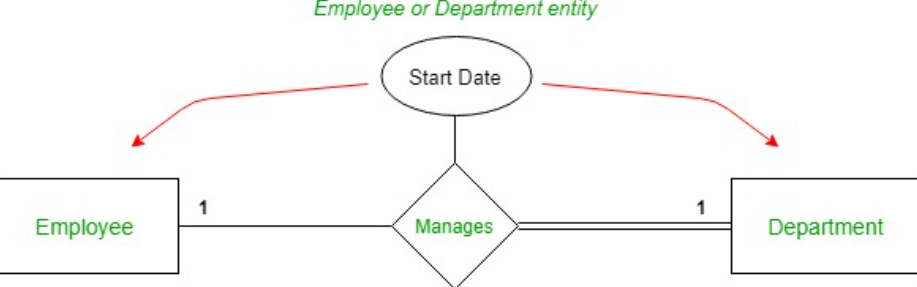 Employee or Department entity
Start Date
1
1
Employee
Manages
Department